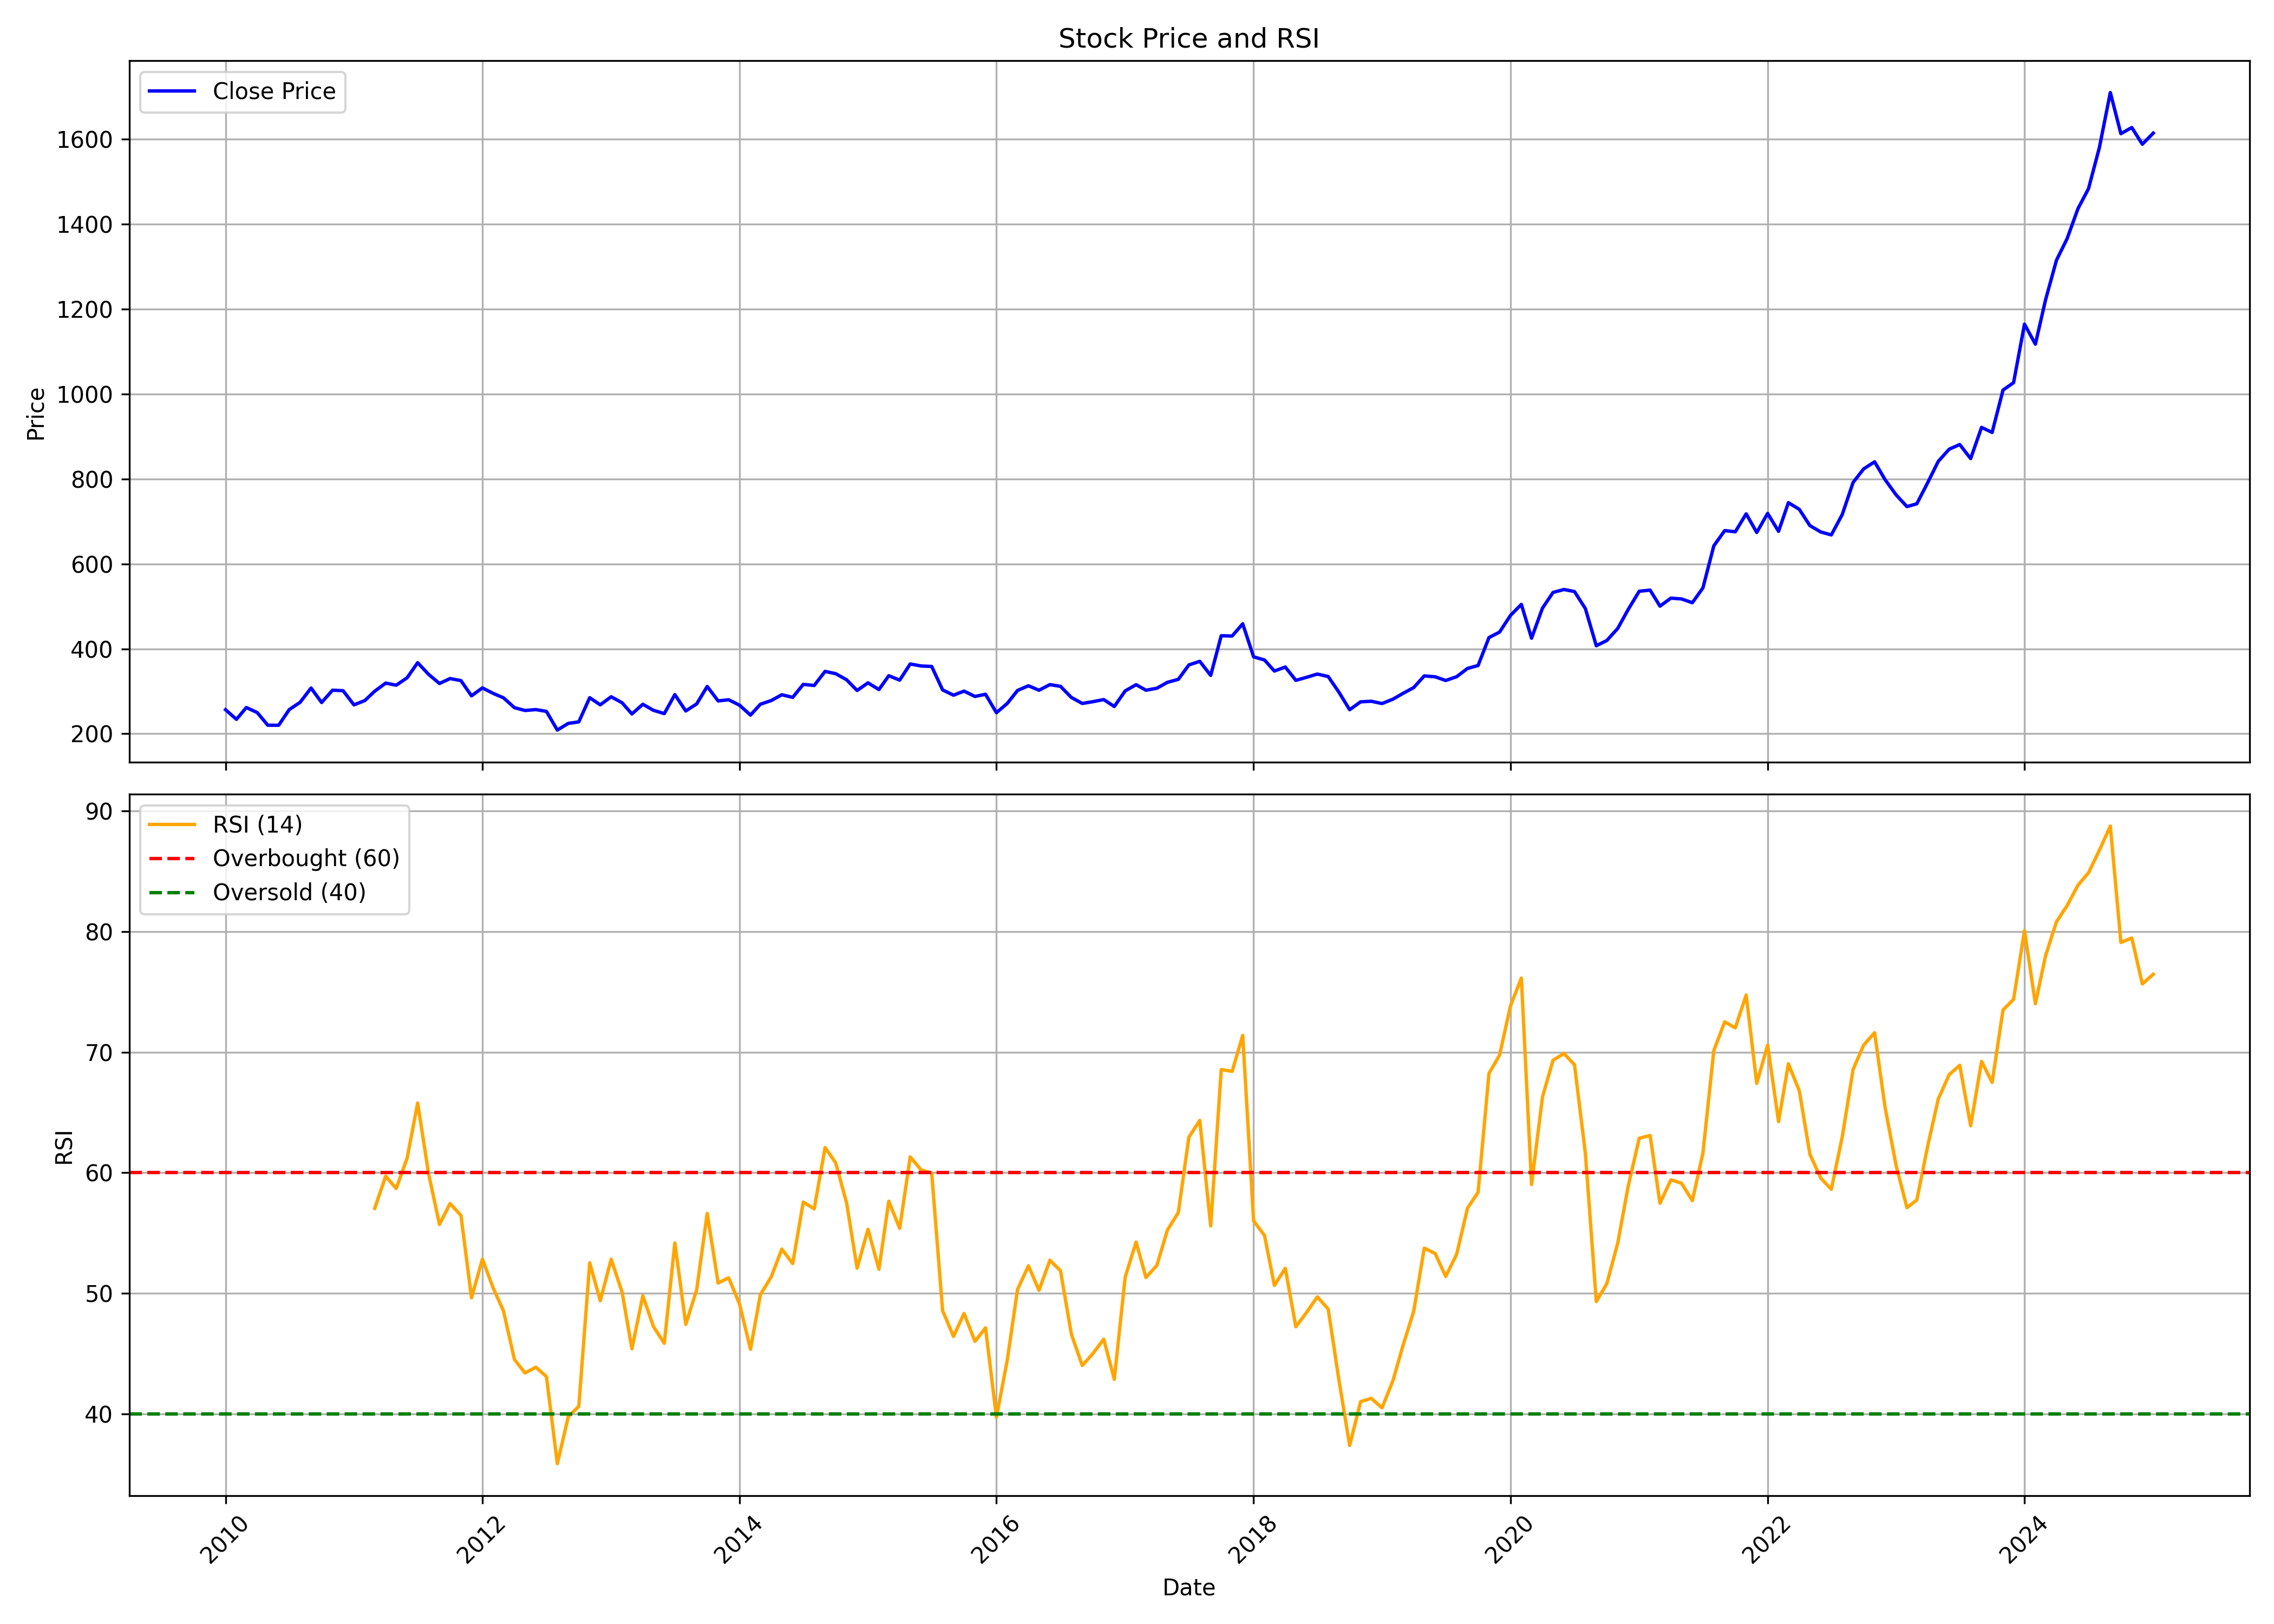 Stock Price and RSI
Close Price
Price
1600
1400
1200
1000
800
600
400
200
RSI (14)
Overbought (60)
Oversold (40)
RSI
90
80
70
60
50
40
2010
2012
2014
2016
2018
2020
2022
2024
Date